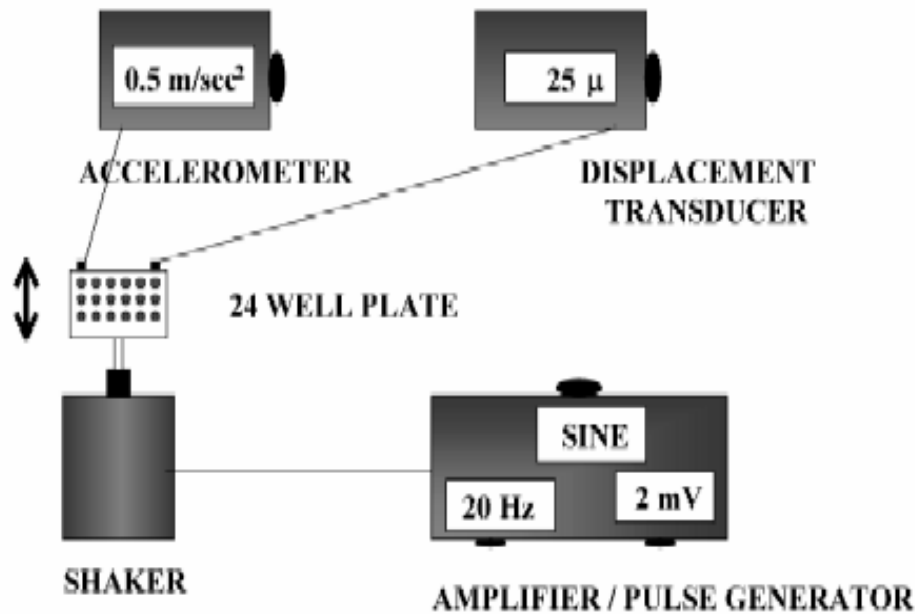 0.5 m/sec²
25 μ
ACCELEROMETER
DISPLACEMENT
TRANSDUCER
24 WELL PLATE
SINE
20 Hz
2 mV
SHAKER
AMPLIFIER / PULSE GENERATOR